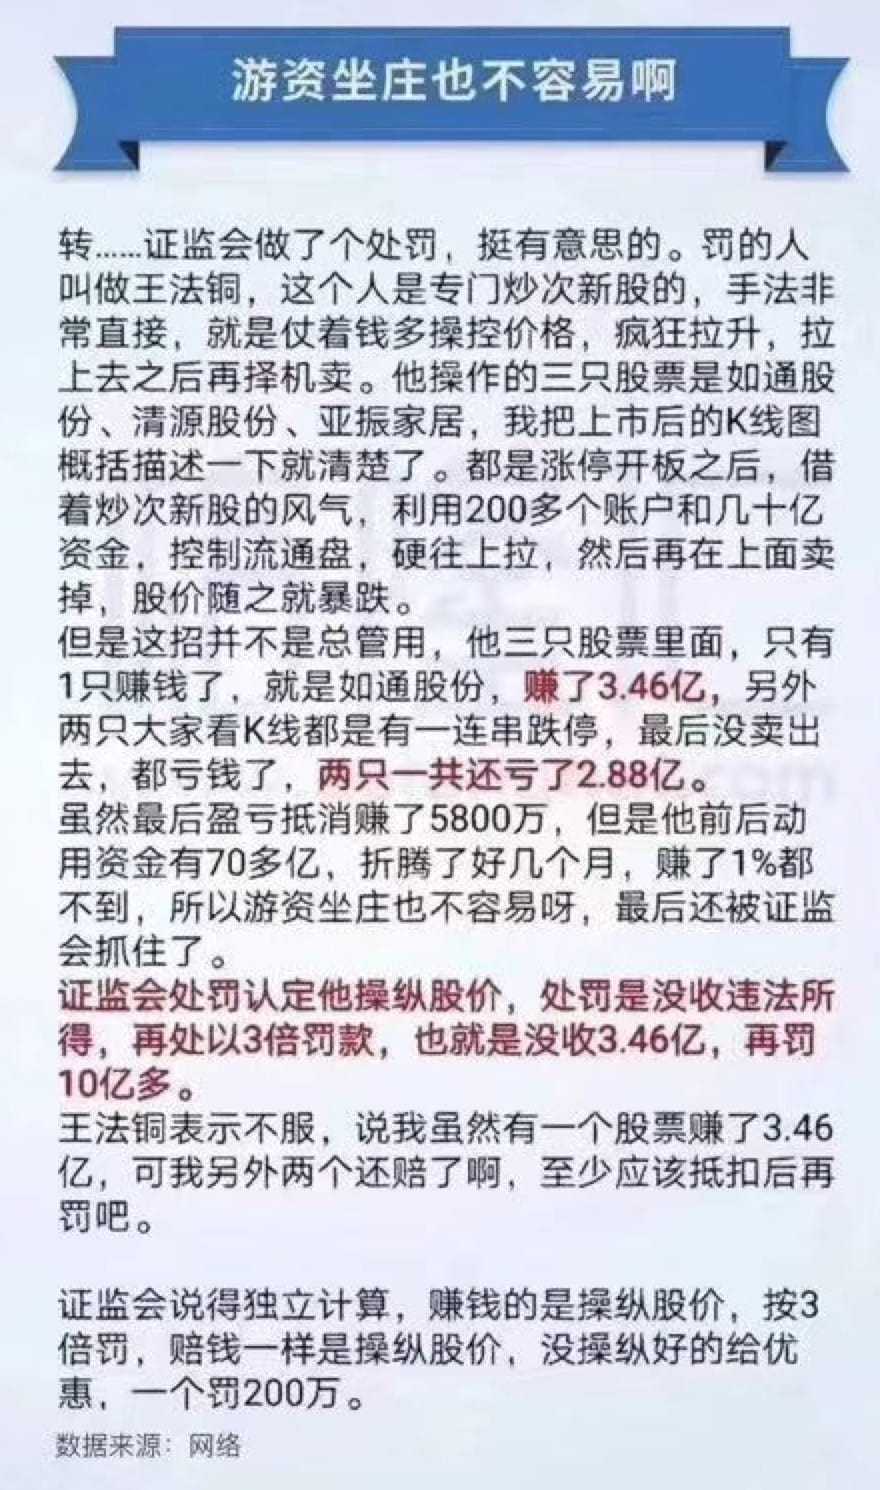 游资坐庄也不容易啊
转……证监会做了个处罚，挺有意思的。罚的人
叫做王法铜，这个人是专门炒次新股的，手法非
常直接，就是仗着钱多操控价格，疯狂拉升，拉
上去之后再择机卖。他操作的三只股票是如通股
份、清源股份、亚振家居，我把上市后的K线图
概括描述一下就清楚了。都是涨停开板之后，借
着炒次新股的风气，利用200多个账户和几十亿
资金，控制流通盘，硬往上拉，然后再在上面卖
掉，股价随之就暴跌。
但是这招并不是总管用，他三只股票里面，只有
1只赚钱了，就是如通股份，赚了3.46亿，另外
两只大家看K线都是有一连串跌停，最后没卖出
去，都亏钱了，两只一共还亏了2.88亿。
虽然最后盈亏抵消赚了5800万，但是他前后动
用资金有70多亿，折腾了好几个月，赚了1%都
不到，所以游资坐庄也不容易呀，最后还被证监
会抓住了。
证监会处罚认定他操纵股价，处罚是没收违法所
得，再处以3倍罚款，也就是没收3.46亿，再罚
10亿多。
王法铜表示不服，说我虽然有一个股票赚了3.46
亿，可我另外两个还赔了啊，至少应该抵扣后再
罚吧。
证监会说得独立计算，赚钱的是操纵股价，按3
倍罚，赔钱一样是操纵股价，没操纵好的给优
惠，一个罚200万。
数据来源：网络